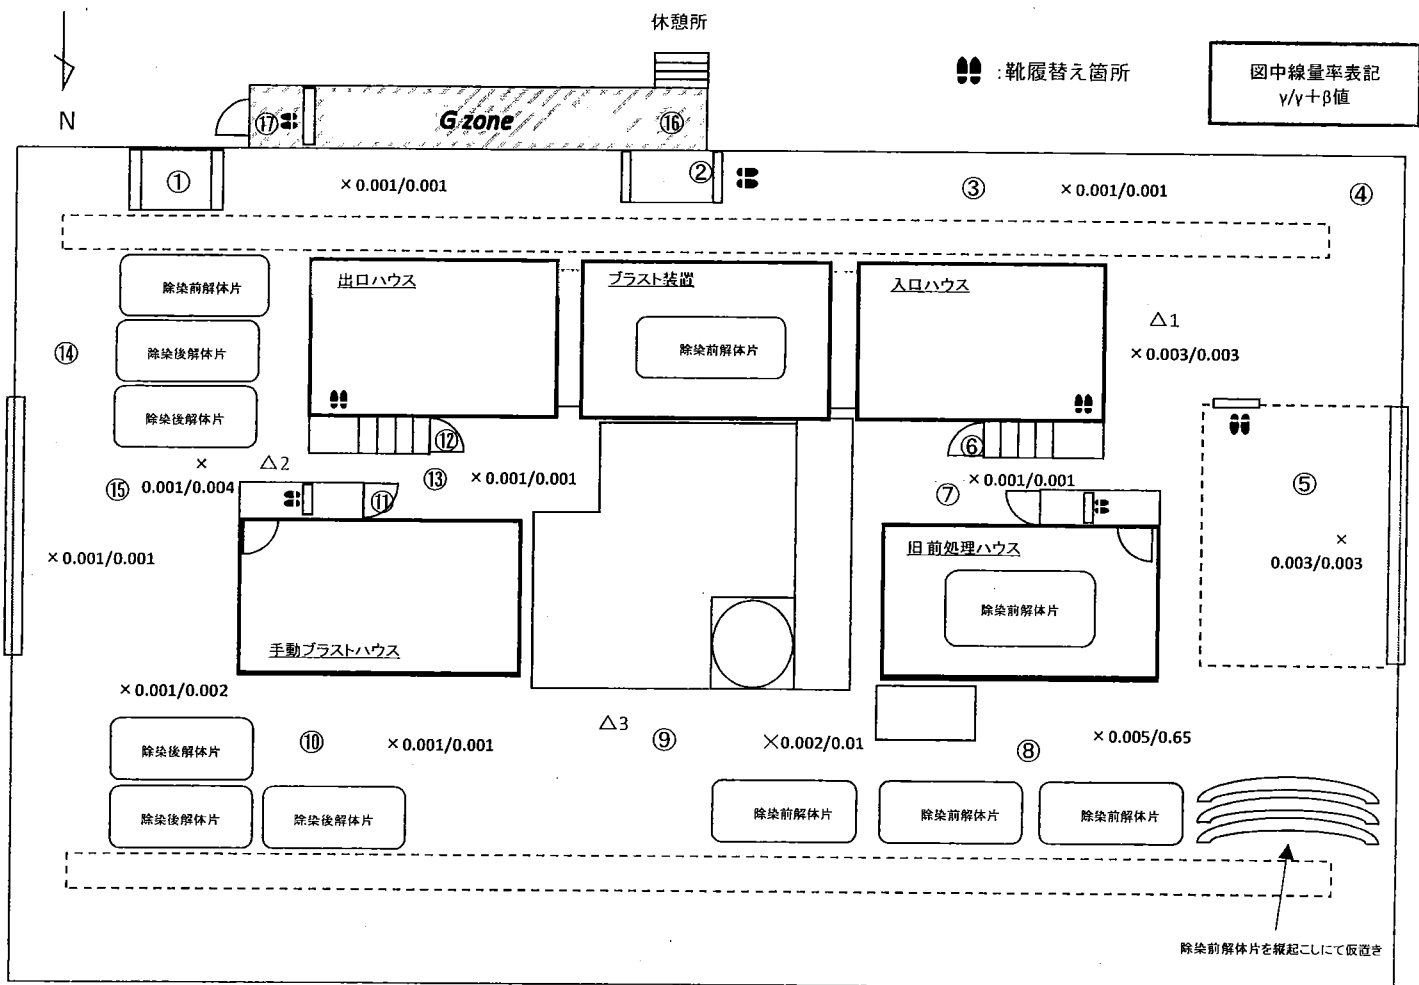 休憩所
:靴履替え箇所
図中線量率表記
γ/γ+β値
N
⑰
G zone
⑯
①
×0.001/0.001
②
③
×0.001/0.001
④
除染前解体片
出口ハウス
ブラスト装置
入口ハウス
△1
⑭
除染後解体片
除染前解体片
×0.003/0.003
除染後解体片
⑫
⑥
×
△2
⑬
×0.001/0.001
×0.001/0.001
⑤
⑮
0.001/0.004
⑪
⑦
×0.001/0.001
旧前処理ハウス
×
0.003/0.003
除染前解体片
手動ブラストハウス
×0.001/0.002
△3
除染後解体片
⑩
×0.001/0.001
⑨
×0.002/0.01
⑧
×0.005/0.65
除染後解体片
除染後解体片
除染前解体片
除染前解体片
除染前解体片
除染前解体片を縦起こしにて仮置き